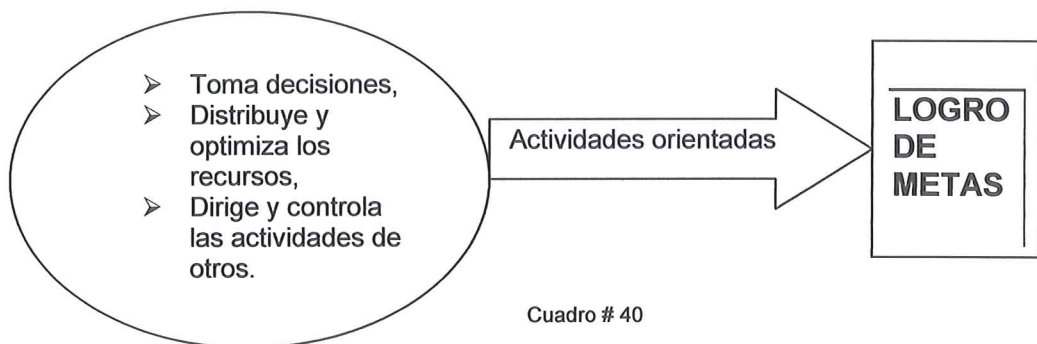 ➢ Toma decisiones,
➢ Distribuye y
optimiza los
recursos,
➢ Dirige y controla
las actividades de
otros.
Actividades orientadas
LOGRO
DE
METAS
Cuadro # 40